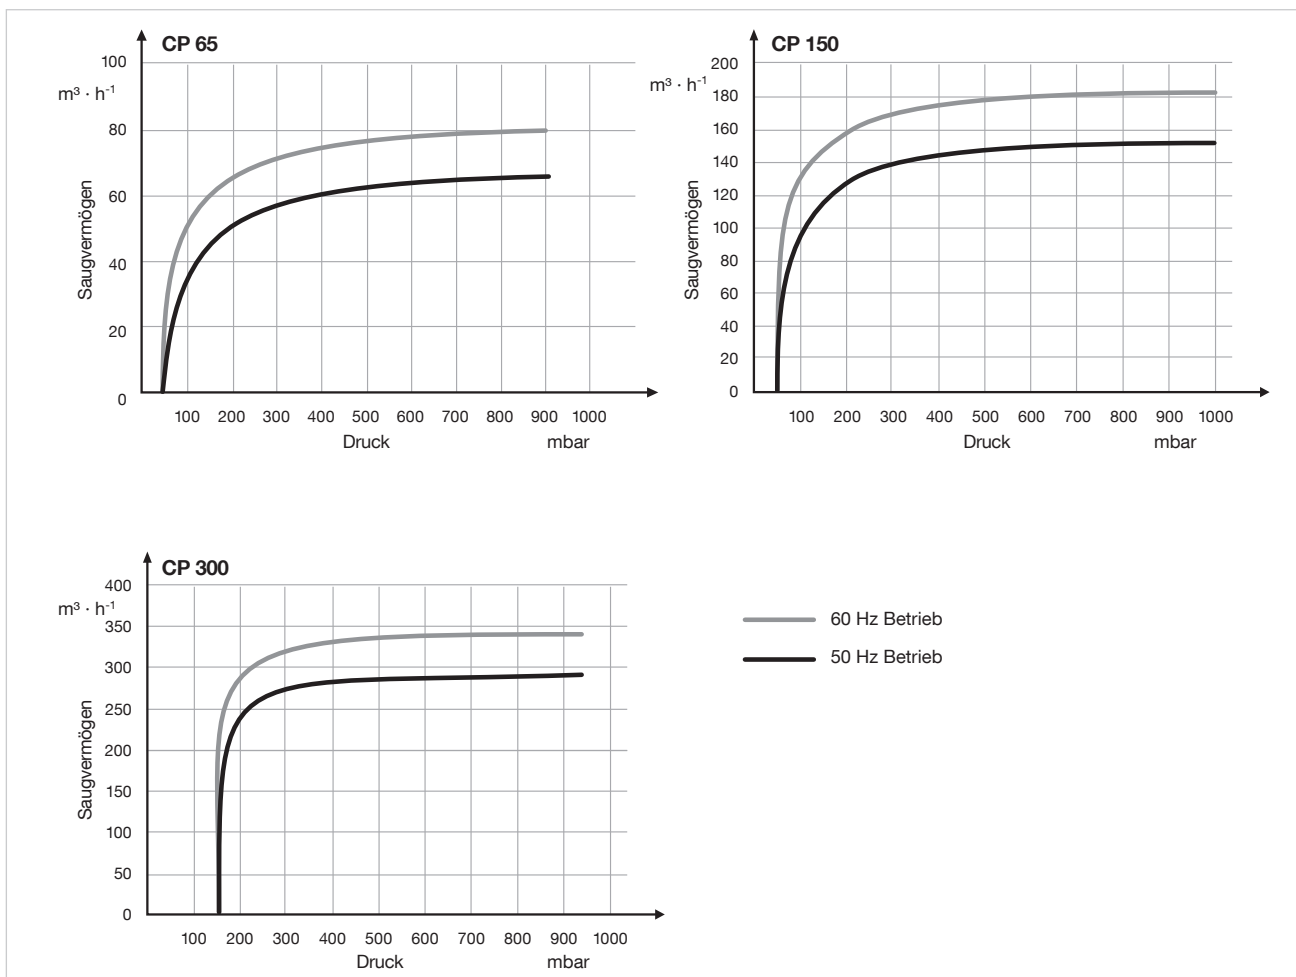 CP 65
100
m³ · h⁻¹
80
60
40
20
0
Saugvermögen
100 200 300 400 500 600 700 800 900 1000
Druck mbar
CP 150
200
m³ · h⁻¹
180
160
140
120
100
80
60
40
20
0
Saugvermögen
100 200 300 400 500 600 700 800 900 1000
Druck mbar
CP 300
400
m³ · h⁻¹
350
300
250
200
150
100
50
0
Saugvermögen
100 200 300 400 500 600 700 800 900 1000
Druck mbar
60 Hz Betrieb
50 Hz Betrieb